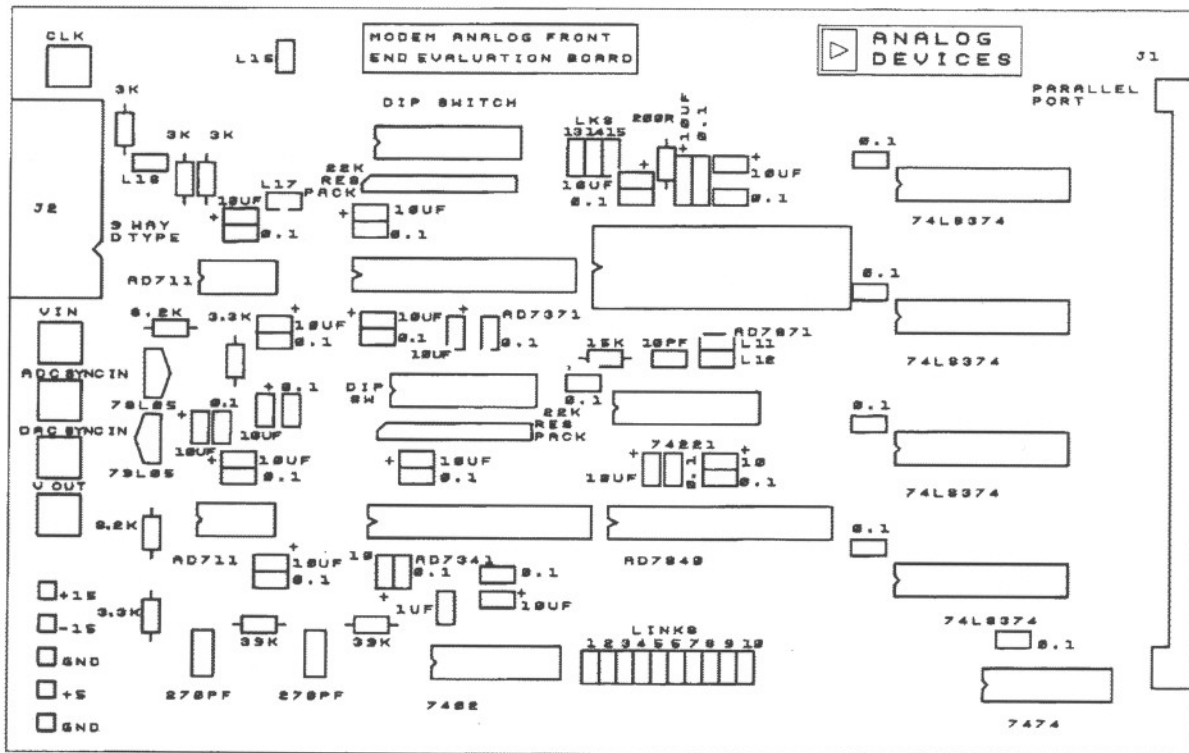 CLK
L16
MODEM ANALOG FRONT
END EVALUATION BOARD
ANALOG
DEVICES
J1
PARALLEL
PORT
3K
3K 3K
L18
L17
DIP SWITCH
22K
RES
PACK
LKS
131415
200R
10UF
0.1
10UF
0.1
10UF
0.1
0.1
74LS374
J2
9 WAY
D TYPE
10UF
0.1
10UF
0.1
AD711
0.1
74LS374
VIN
8.2K
3.3K
10UF
0.1
10UF
0.1
AD7371
10UF
0.1
15K
10PF
AD7871
L11
L12
ADC SYNC IN
78L05
0.1
10UF
0.1
10UF
DIP
SW
0.1
22K
RES
PACK
74221
0.1
74LS374
DAC SYNC IN
79L05
10UF
0.1
10UF
0.1
10UF
0.1
10
0.1
V OUT
8.2K
AD711
10UF
0.1
10
AD7341
0.1
0.1
10UF
1UF
AD7840
0.1
74LS374
+15
-15
GND
+5
GND
3.3K
39K
39K
270PF
270PF
7402
LINKS
1 2 3 4 5 6 7 8 9 10
0.1
7474